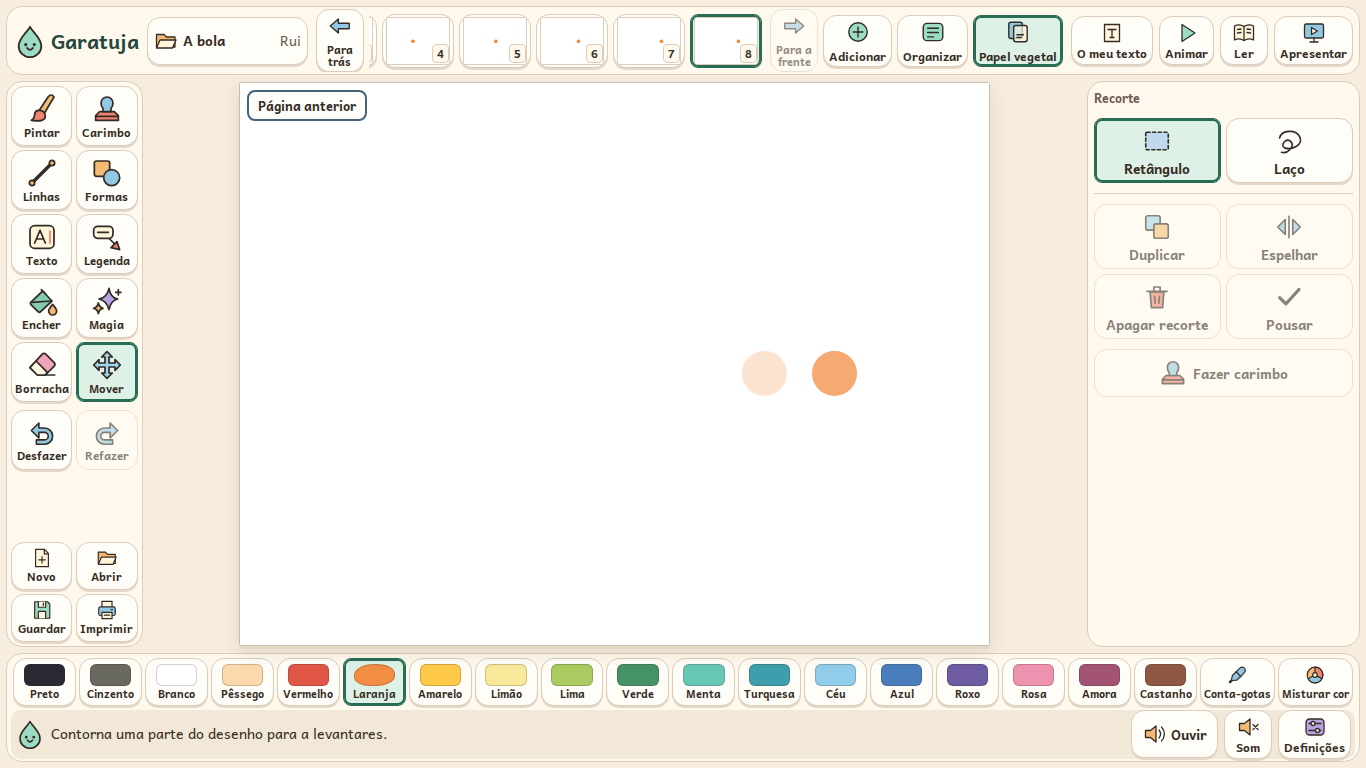 Garatuja
A bola
Rui
Para trás
4
5
6
7
8
Para a frente
Adicionar
Organizar
Papel vegetal
O meu texto
Animar
Ler
Apresentar
Pintar
Carimbo
Linhas
Formas
Texto
Legenda
Encher
Magia
Borracha
Mover
Desfazer
Refazer
Novo
Abrir
Guardar
Imprimir
Página anterior
Recorte
Retângulo
Laço
Duplicar
Espelhar
Apagar recorte
Pousar
Fazer carimbo
Preto
Cinzento
Branco
Pêssego
Vermelho
Laranja
Amarelo
Limão
Lima
Verde
Menta
Turquesa
Céu
Azul
Roxo
Rosa
Amora
Castanho
Conta-gotas
Misturar cor
Contorna uma parte do desenho para a levantares.
Ouvir
Som
Definições